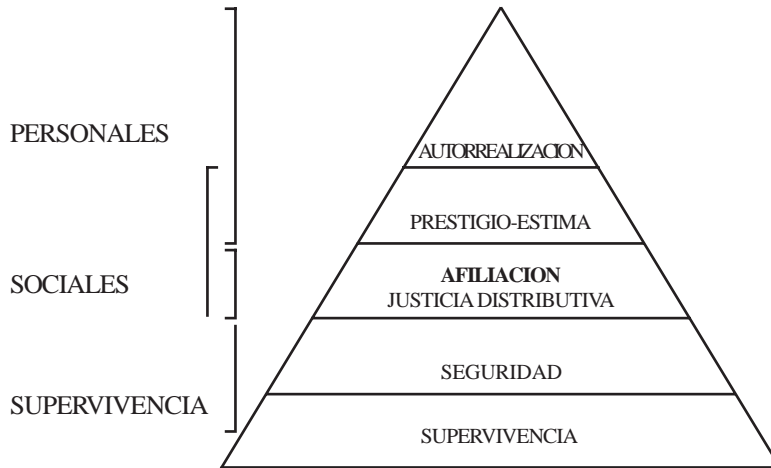 PERSONALES
AUTORREALIZACION
PRESTIGIO-ESTIMA
SOCIALES
AFILIACION
JUSTICIA DISTRIBUTIVA
SEGURIDAD
SUPERVIVENCIA
SUPERVIVENCIA